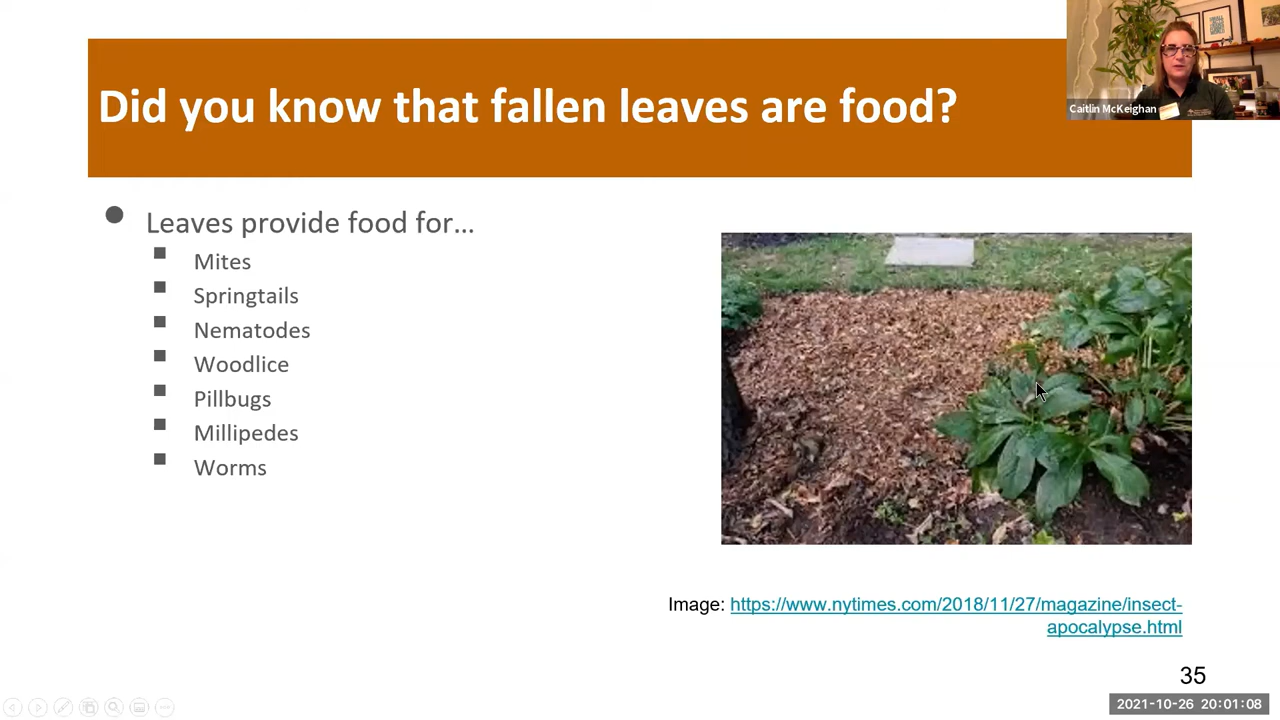 Did you know that fallen leaves are food?
Caitlin McKeighan
Leaves provide food for...
Mites
Springtails
Nematodes
Woodlice
Pillbugs
Millipedes
Worms
Image: https://www.nytimes.com/2018/11/27/magazine/insect-
apocalypse.html
35
2021-10-26 20:01:08